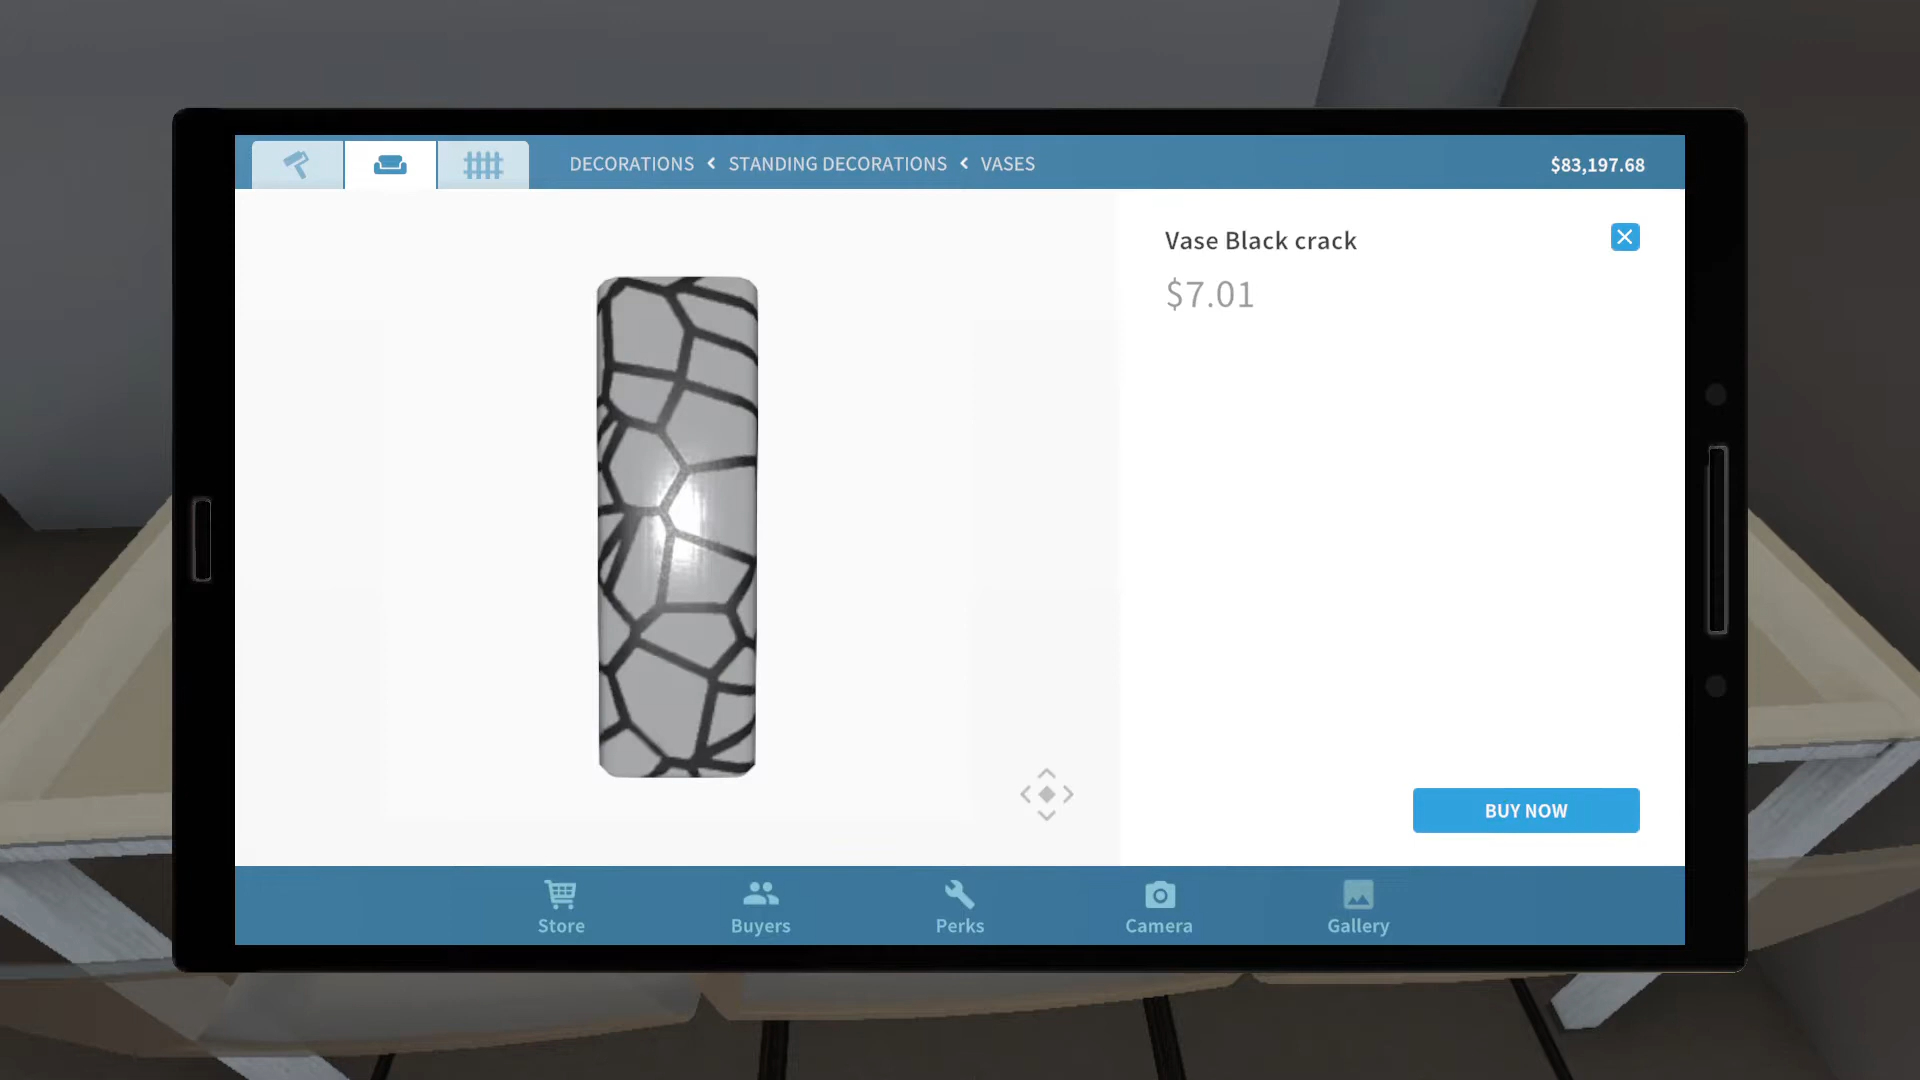 DECORATIONS < STANDING DECORATIONS < VASES
$83,197.68
Vase Black crack
$7.01
BUY NOW
Store
Buyers
Perks
Camera
Gallery